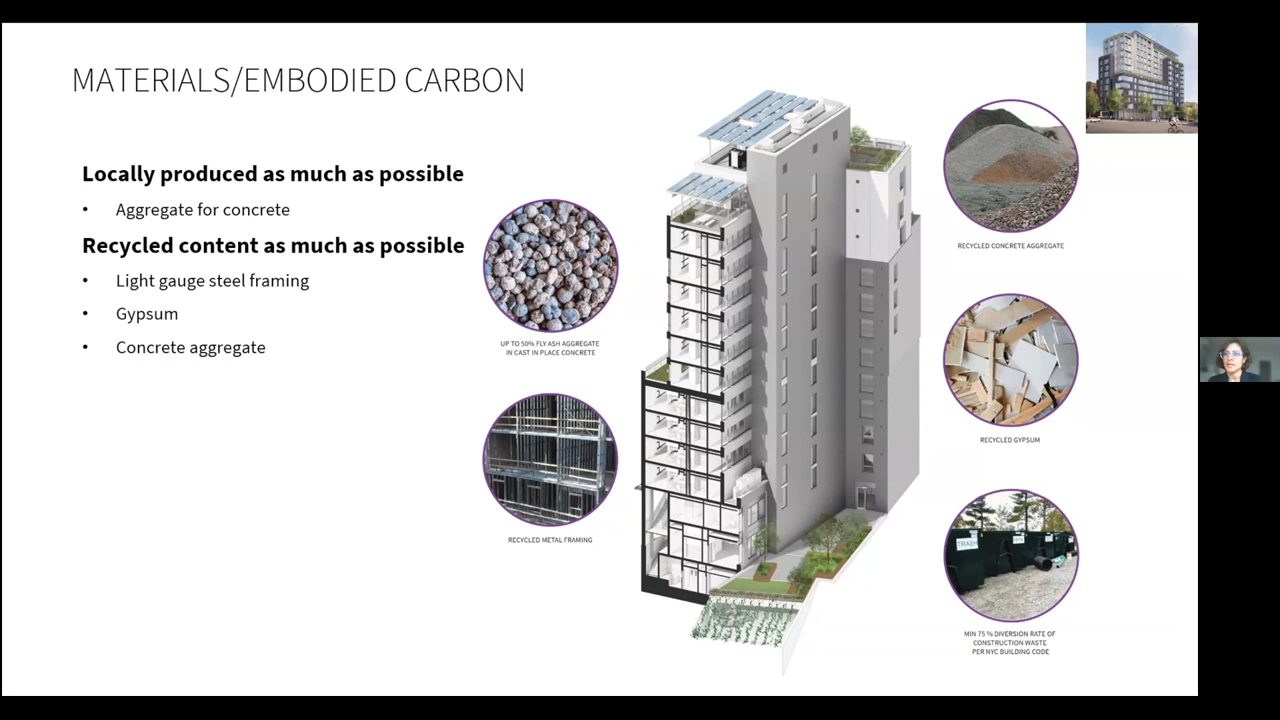 MATERIALS/EMBODIED CARBON
Locally produced as much as possible
• Aggregate for concrete
Recycled content as much as possible
• Light gauge steel framing
• Gypsum
• Concrete aggregate
UP TO 50% FLY ASH AGGREGATE
IN CAST IN PLACE CONCRETE
RECYCLED METAL FRAMING
RECYCLED CONCRETE AGGREGATE
RECYCLED GYPSUM
TRASH
MIN 75 % DIVERSION RATE OF
CONSTRUCTION WASTE
PER NYC BUILDING CODE